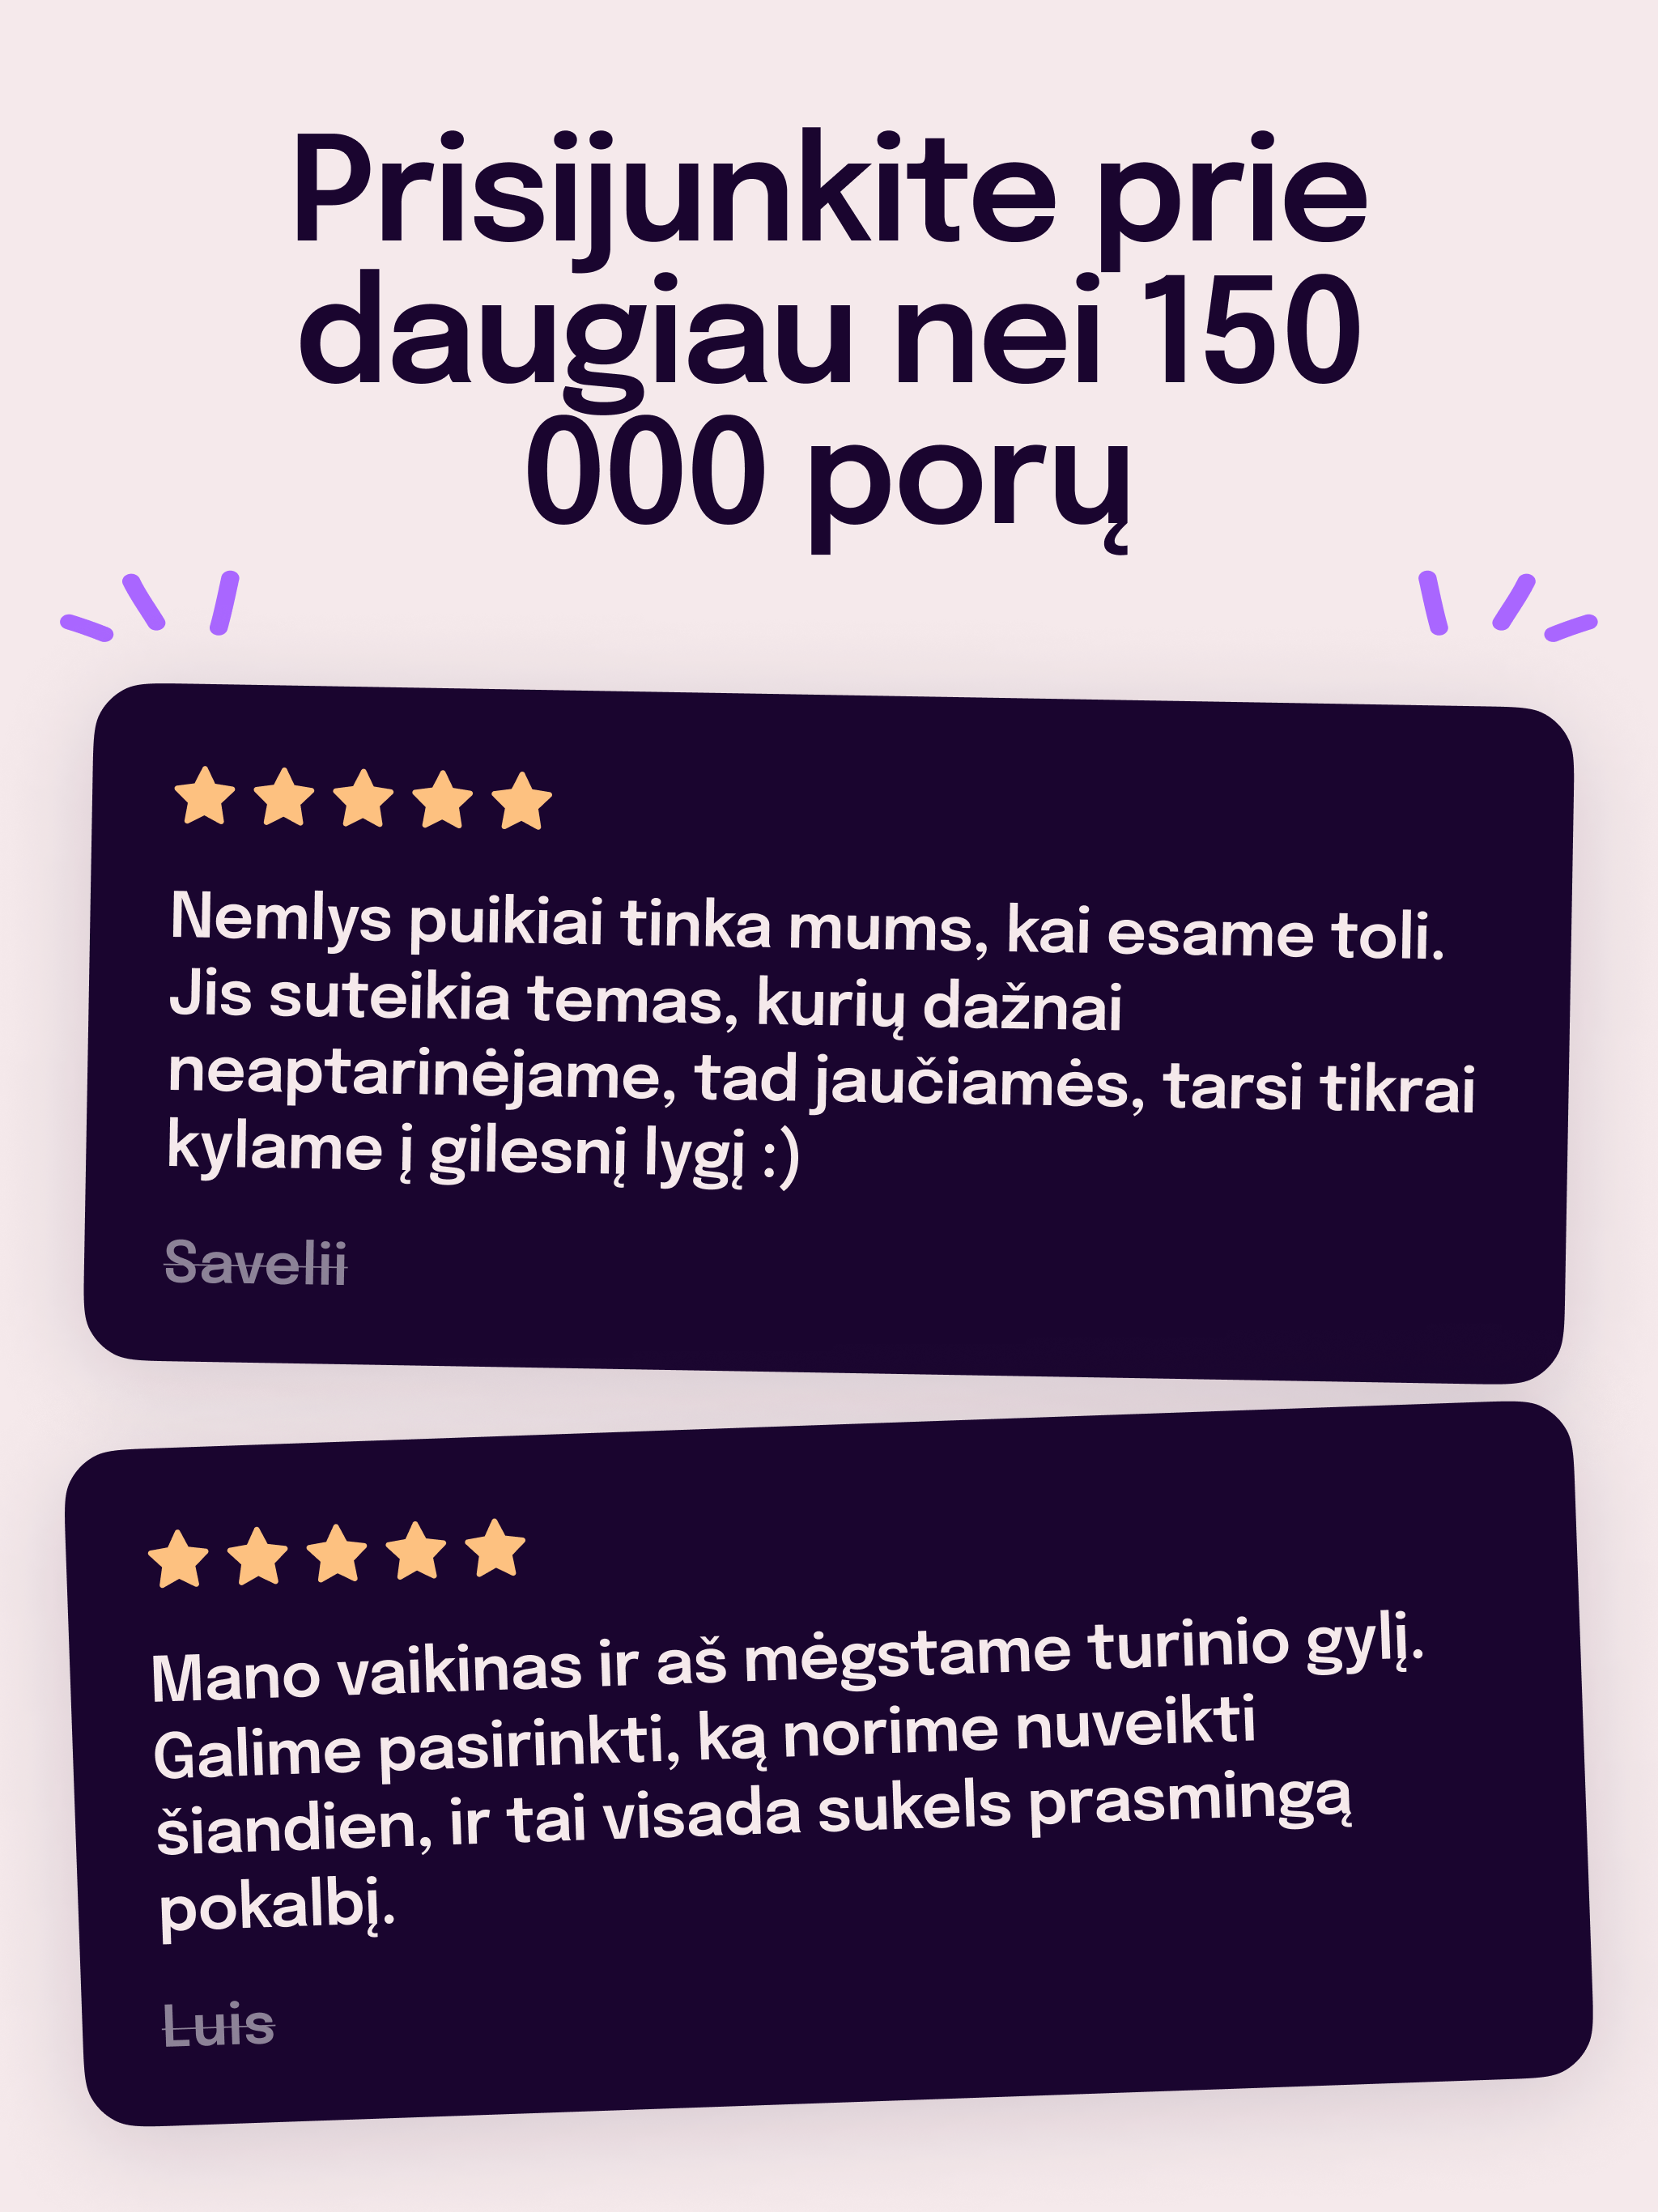 Prisijunkite prie
daugiau nei 150
000 porų
Nemlys puikiai tinka mums, kai esame toli.
Jis suteikia temas, kurių dažnai
neaptarinėjame, tad jaučiamės, tarsi tikrai
kylame į gilesnį lygį :)
Savelii
Mano vaikinas ir aš mėgstame turinio gylį.
Galime pasirinkti, ką norime nuveikti
šiandien, ir tai visada sukels prasmingą
pokalbį.
Luis